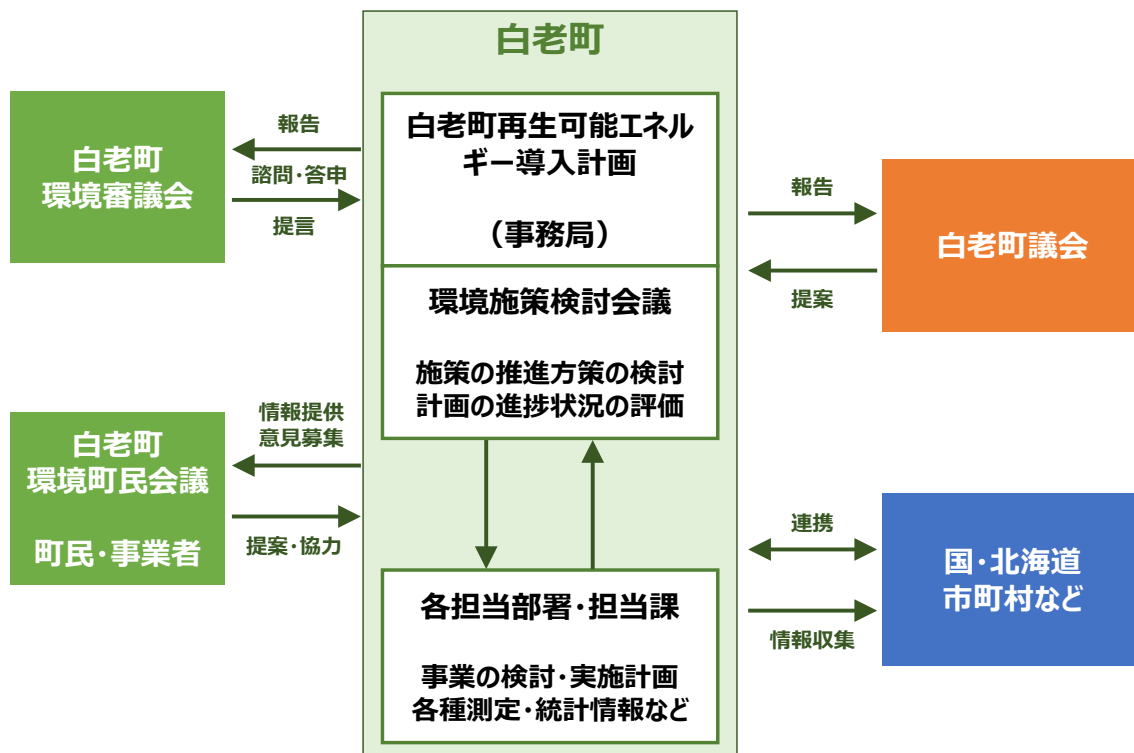 白老町
白老町再生可能エネル
ギー導入計画
（事務局）
環境施策検討会議
施策の推進方策の検討
計画の進捗状況の評価
各担当部署・担当課
事業の検討・実施計画
各種測定・統計情報など
白老町
環境審議会
報告
諮問・答申
提言
白老町
環境町民会議
町民・事業者
情報提供
意見募集
提案・協力
報告
提案
白老町議会
連携
情報収集
国・北海道
市町村など